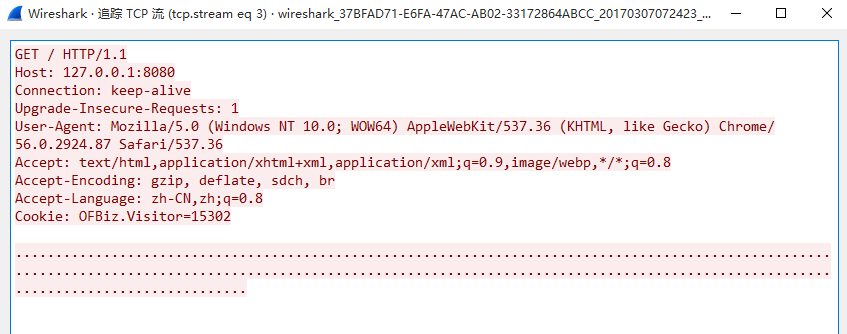 Wireshark · 追踪 TCP 流 (tcp.stream eq 3) · wireshark_37BFAD71-E6FA-47AC-AB02-33172864ABCC_20170307072423_...
GET / HTTP/1.1
Host: 127.0.0.1:8080
Connection: keep-alive
Upgrade-Insecure-Requests: 1
User-Agent: Mozilla/5.0 (Windows NT 10.0; WOW64) AppleWebKit/537.36 (KHTML, like Gecko) Chrome/
56.0.2924.87 Safari/537.36
Accept: text/html,application/xhtml+xml,application/xml;q=0.9,image/webp,*/*;q=0.8
Accept-Encoding: gzip, deflate, sdch, br
Accept-Language: zh-CN,zh;q=0.8
Cookie: OFBiz.Visitor=15302
.......................................................................................................
.......................................................................................................
.............................